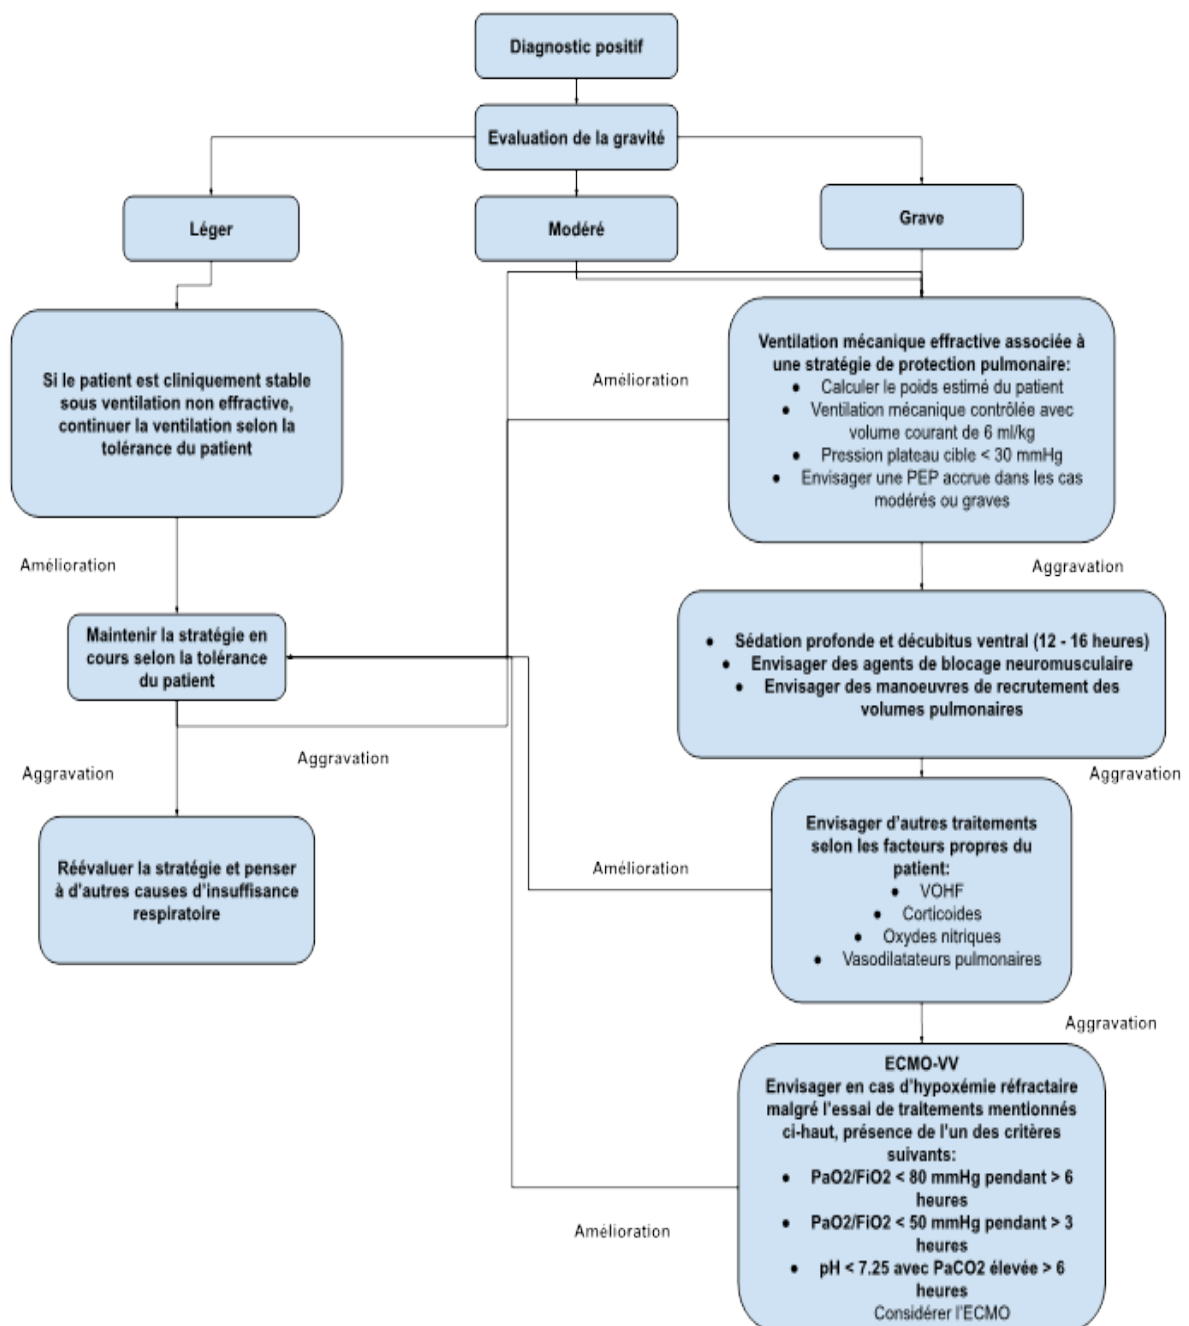 Diagnostic positif
Evaluation de la gravité
Léger
Modéré
Grave
Si le patient est cliniquement stable
sous ventilation non effractive,
continuer la ventilation selon la
tolérance du patient
Ventilation mécanique effractive associée à
une stratégie de protection pulmonaire:
● Calculer le poids estimé du patient
● Ventilation mécanique contrôlée avec
volume courant de 6 ml/kg
● Pression plateau cible < 30 mmHg
● Envisager une PEP accrue dans les cas
modérés ou graves
Amélioration
Amélioration
Aggravation
Maintenir la stratégie en
cours selon la tolérance
du patient
● Sédation profonde et décubitus ventral (12 - 16 heures)
● Envisager des agents de blocage neuromusculaire
● Envisager des manoeuvres de recrutement des
volumes pulmonaires
Aggravation
Aggravation
Aggravation
Réévaluer la stratégie et penser
à d'autres causes d'insuffisance
respiratoire
Envisager d'autres traitements
selon les facteurs propres du
patient:
● VOHF
● Corticoides
● Oxydes nitriques
● Vasodilatateurs pulmonaires
Amélioration
Aggravation
ECMO-VV
Envisager en cas d'hypoxémie réfractaire
malgré l'essai de traitements mentionnés
ci-haut, présence de l'un des critères
suivants:
● PaO2/FiO2 < 80 mmHg pendant > 6
heures
● PaO2/FiO2 < 50 mmHg pendant > 3
heures
● pH < 7.25 avec PaCO2 élevée > 6
heures
Considérer l'ECMO
Amélioration